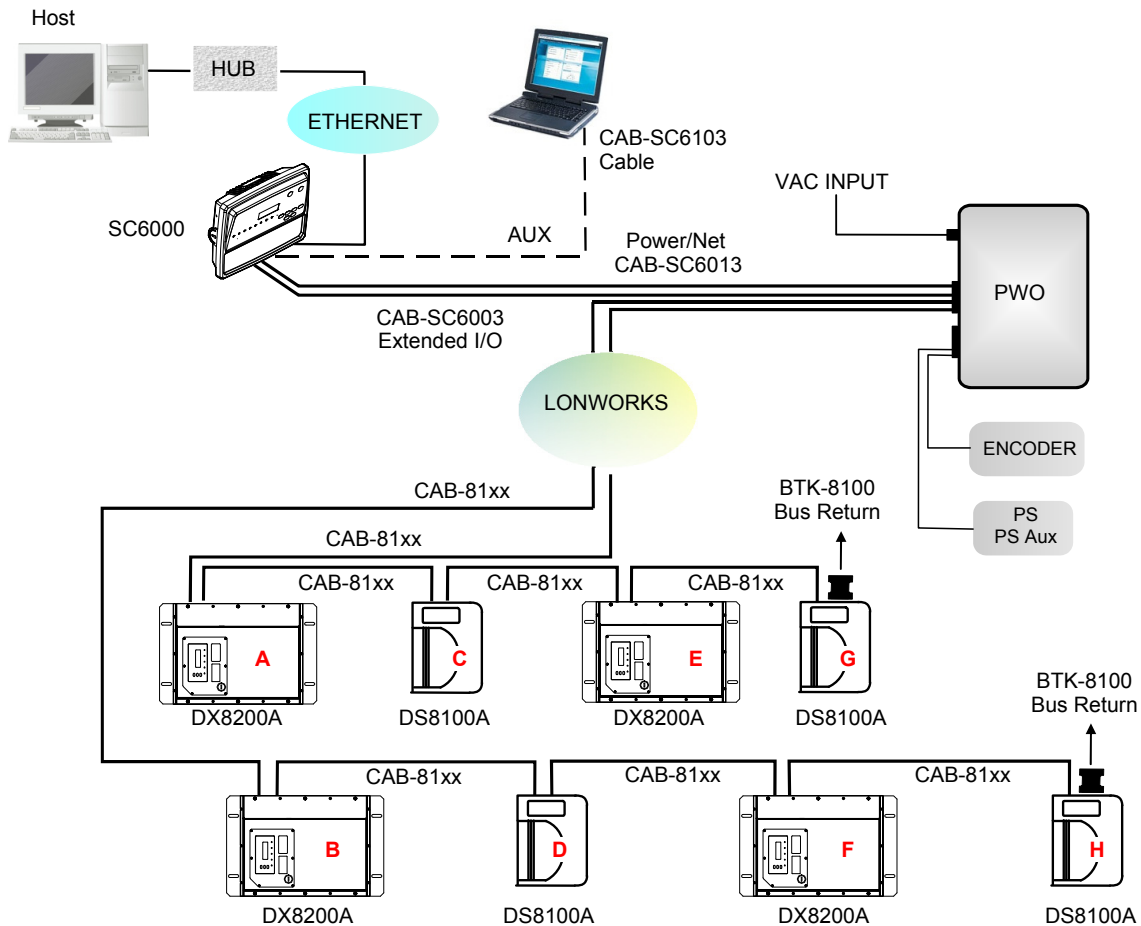 Host
HUB
ETHERNET
CAB-SC6103
Cable
VAC INPUT
SC6000
AUX
Power/Net
CAB-SC6013
PWO
CAB-SC6003
Extended I/O
LONWORKS
ENCODER
CAB-81xx
BTK-8100
Bus Return
PS
PS Aux
CAB-81xx
CAB-81xx
CAB-81xx
CAB-81xx
A
C
E
G
DX8200A
DS8100A
DX8200A
DS8100A
BTK-8100
Bus Return
CAB-81xx
CAB-81xx
CAB-81xx
B
D
F
H
DX8200A
DS8100A
DX8200A
DS8100A